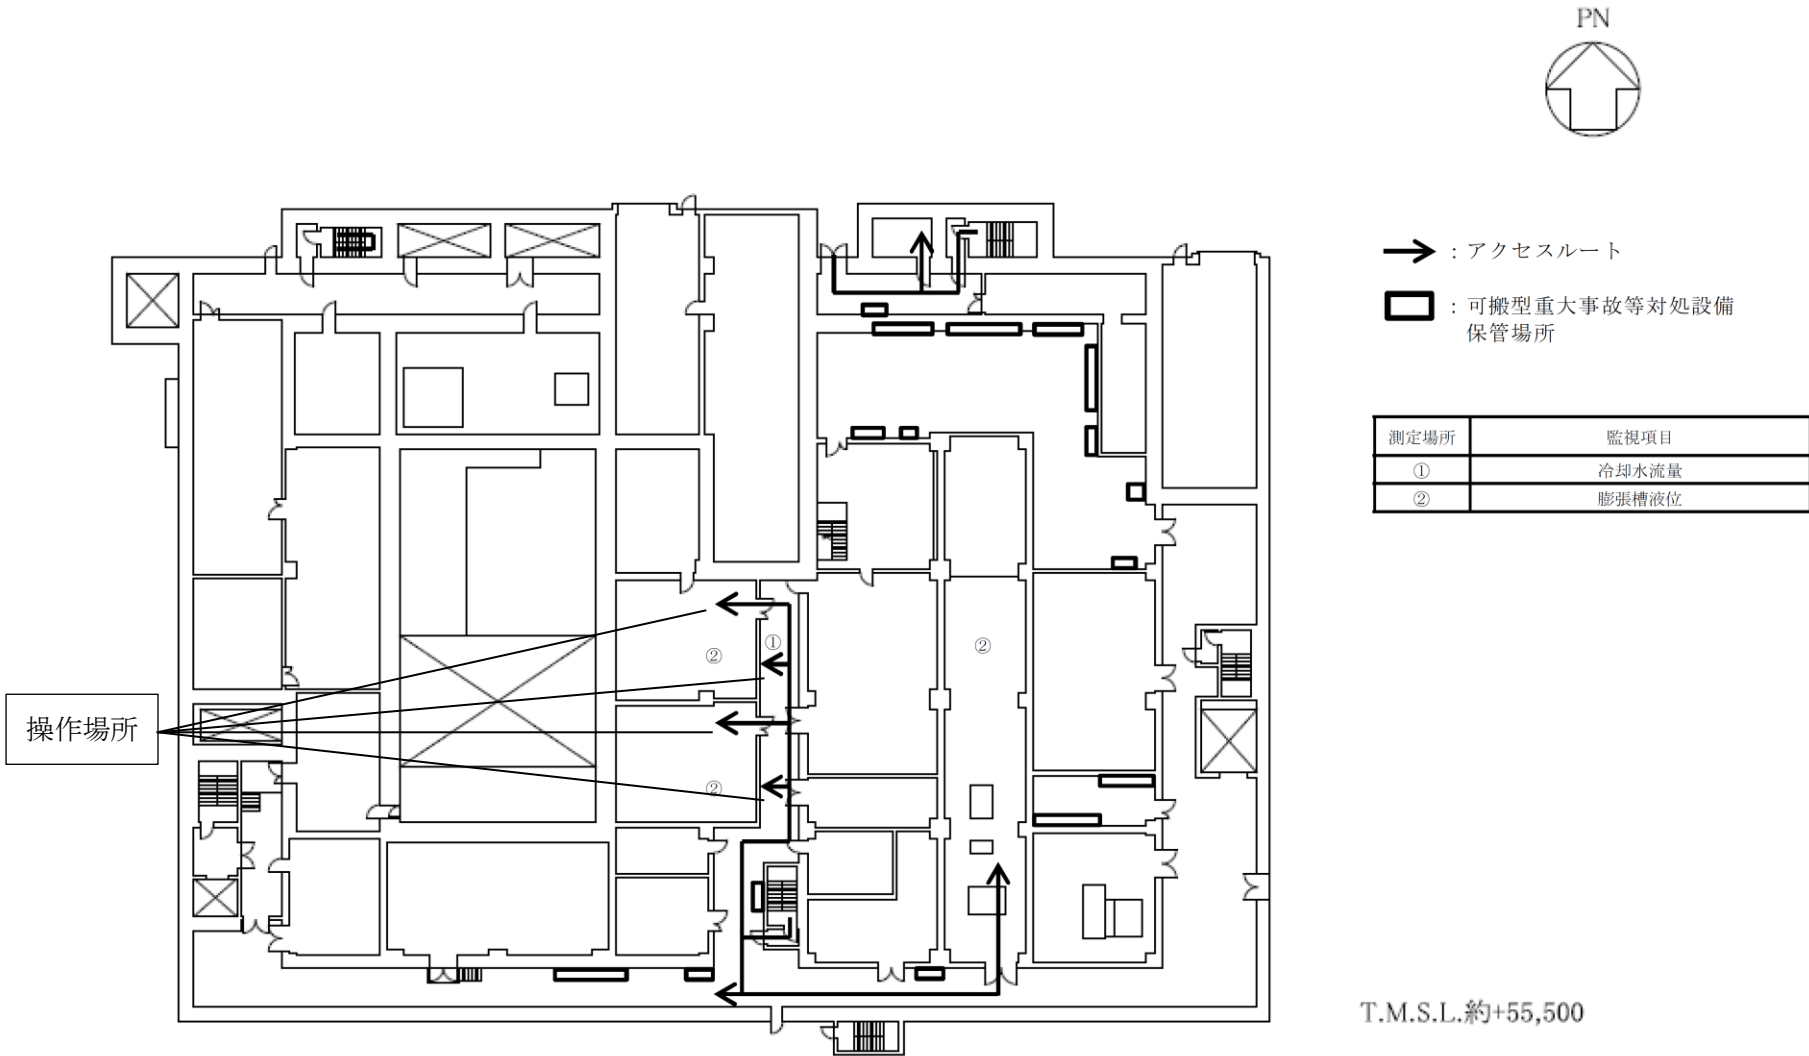 PN
: アクセスルート
: 可搬型重大事故等対処設備
保管場所
測定場所 監視項目
① 冷却水流量
② 膨張槽液位
①
②
②
②
操作場所
T.M.S.L.約+55,500